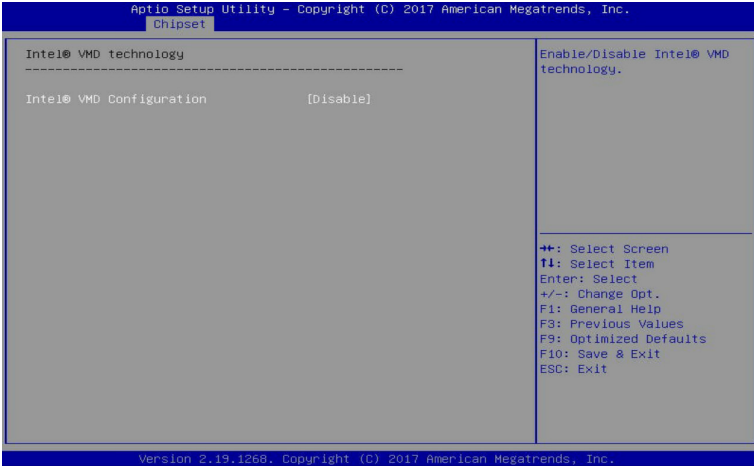 Aptio Setup Utility – Copyright (C) 2017 American Megatrends, Inc.
Chipset
Intel® VMD technology
--------------------------------------------------
Intel® VMD Configuration [Disable]
Enable/Disable Intel® VMD
technology.
→←: Select Screen
↑↓: Select Item
Enter: Select
+/-: Change Opt.
F1: General Help
F3: Previous Values
F9: Optimized Defaults
F10: Save & Exit
ESC: Exit
Version 2.19.1268. Copyright (C) 2017 American Megatrends, Inc.